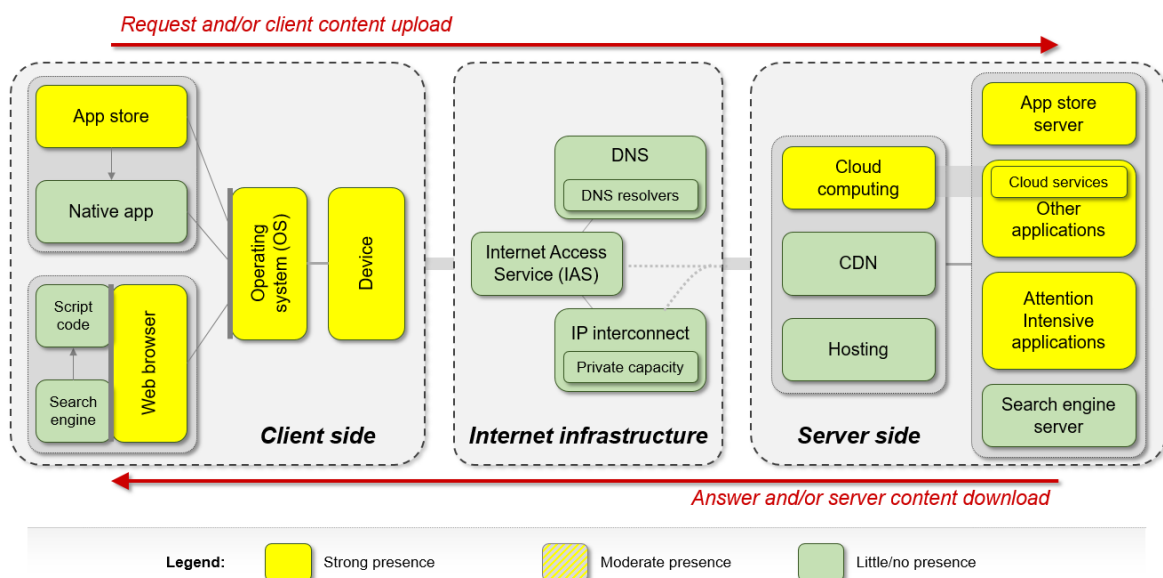 Request and/or client content upload
App store
Native app
Script
code
Search
engine
Web browser
Operating
system (OS)
Device
Client side
DNS
DNS resolvers
Internet Access
Service (IAS)
IP interconnect
Private capacity
Internet infrastructure
Cloud
computing
CDN
Hosting
Server side
App store
server
Cloud services
Other
applications
Attention
Intensive
applications
Search engine
server
Answer and/or server content download
Legend:
Strong presence
Moderate presence
Little/no presence